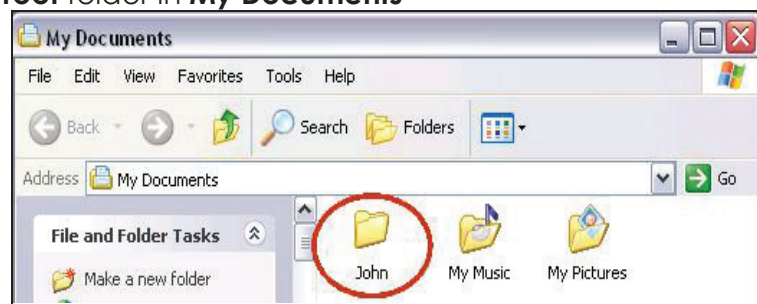 folder in My Documents
My Documents
File Edit View Favorites Tools Help
Back Search Folders
Address My Documents Go
File and Folder Tasks
Make a new folder
John My Music My Pictures